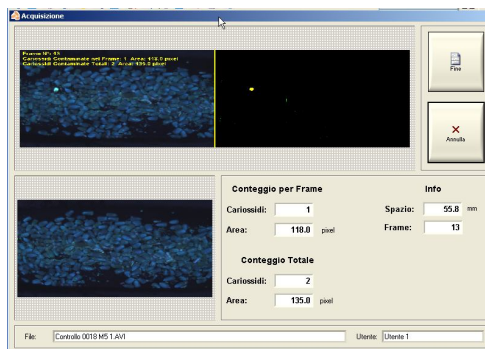 Acquisizione
Frame N°: 13
Cariossidi Contaminate nel Frame: 1 Area: 118.0 pixel
Cariossidi Contaminate Totali: 2 Area: 135.0 pixel
Fine
Annulla
Conteggio per Frame
Cariossidi: 1
Area: 118.0 pixel
Info
Spazio: 55.8 mm
Frame: 13
Conteggio Totale
Cariossidi: 2
Area: 135.0 pixel
File: Controllo 0018 M5 1.AVI
Utente: Utente 1